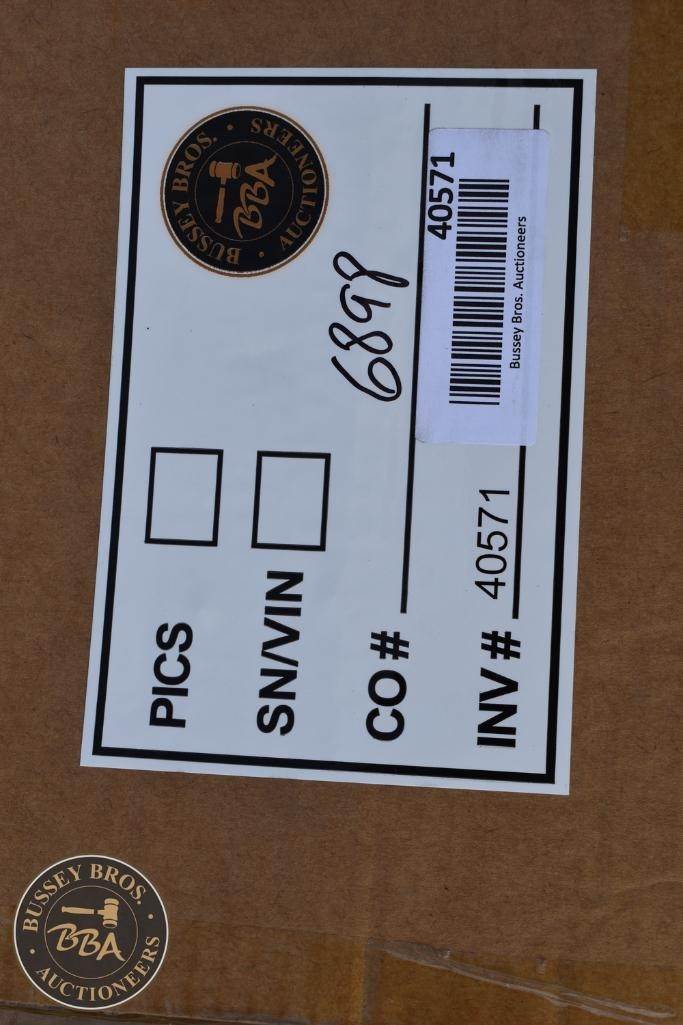 BUSSEY BROS.
BBA
AUCTIONEERS
PICS
SN/VIN
CO # 6898
INV # 40571
40571
Bussey Bros. Auctioneers
BUSSEY BROS.
BBA
AUCTIONEERS